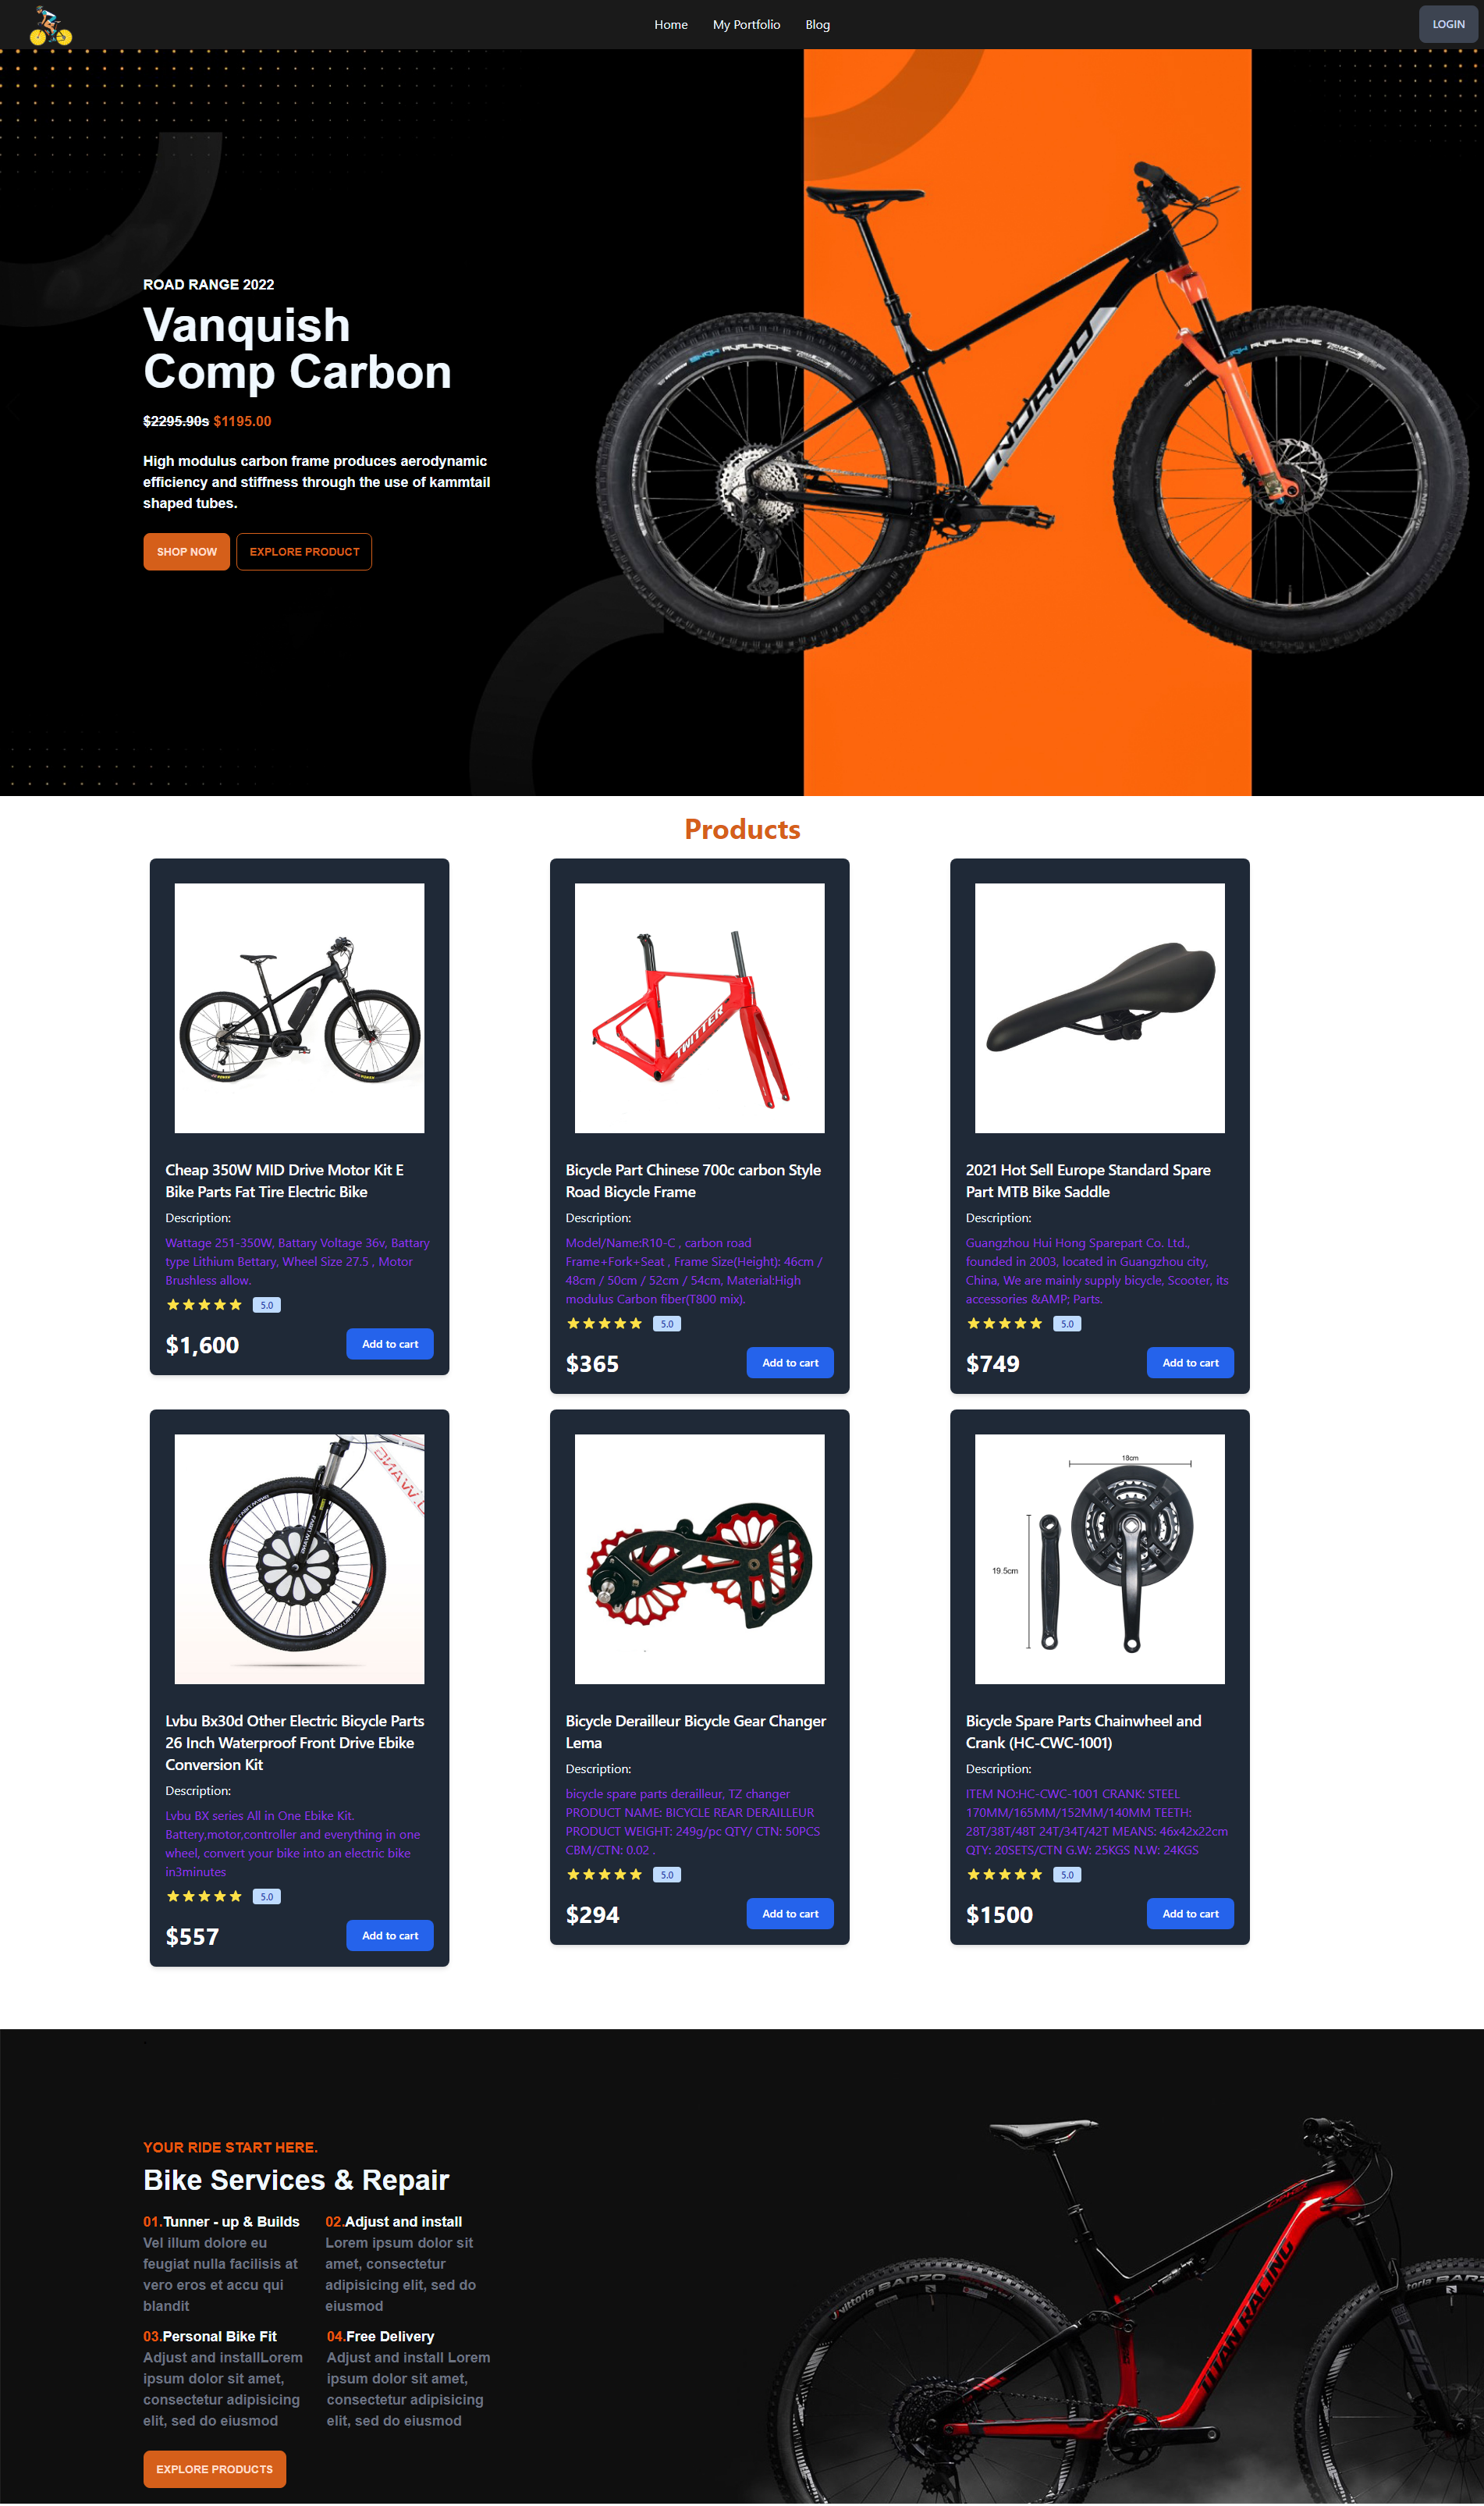 Home My Portfolio Blog LOGIN
ROAD RANGE 2022
Vanquish
Comp Carbon
$2295.90s $1195.00
High modulus carbon frame produces aerodynamic
efficiency and stiffness through the use of kammtail
shaped tubes.
SHOP NOW EXPLORE PRODUCT
AVALANCHE
NORCO
AVALANCHE
Products
TWITTER
Cheap 350W MID Drive Motor Kit E
Bike Parts Fat Tire Electric Bike
Description:
Wattage 251-350W, Battary Voltage 36v, Battary
type Lithium Bettary, Wheel Size 27.5 , Motor
Brushless allow.
5.0
$1,600 Add to cart
Bicycle Part Chinese 700c carbon Style
Road Bicycle Frame
Description:
Model/Name:R10-C , carbon road
Frame+Fork+Seat , Frame Size(Height): 46cm /
48cm / 50cm / 52cm / 54cm, Material:High
modulus Carbon fiber(T800 mix).
5.0
$365 Add to cart
2021 Hot Sell Europe Standard Spare
Part MTB Bike Saddle
Description:
Guangzhou Hui Hong Sparepart Co. Ltd.,
founded in 2003, located in Guangzhou city,
China, We are mainly supply bicycle, Scooter, its
accessories &AMP; Parts.
5.0
$749 Add to cart
18cm
19.5cm
Lvbu Bx30d Other Electric Bicycle Parts
26 Inch Waterproof Front Drive Ebike
Conversion Kit
Description:
Lvbu BX series All in One Ebike Kit.
Battery,motor,controller and everything in one
wheel, convert your bike into an electric bike
in3minutes
5.0
$557 Add to cart
Bicycle Derailleur Bicycle Gear Changer
Lema
Description:
bicycle spare parts derailleur, TZ changer
PRODUCT NAME: BICYCLE REAR DERAILLEUR
PRODUCT WEIGHT: 249g/pc QTY/ CTN: 50PCS
CBM/CTN: 0.02 .
5.0
$294 Add to cart
Bicycle Spare Parts Chainwheel and
Crank (HC-CWC-1001)
Description:
ITEM NO:HC-CWC-1001 CRANK: STEEL
170MM/165MM/152MM/140MM TEETH:
28T/38T/48T 24T/34T/42T MEANS: 46x42x22cm
QTY: 20SETS/CTN G.W: 25KGS N.W: 24KGS
5.0
$1500 Add to cart
YOUR RIDE START HERE.
Bike Services & Repair
01.Tunner - up & Builds
Vel illum dolore eu
feugiat nulla facilisis at
vero eros et accu qui
blandit
02.Adjust and install
Lorem ipsum dolor sit
amet, consectetur
adipisicing elit, sed do
eiusmod
03.Personal Bike Fit
Adjust and installLorem
ipsum dolor sit amet,
consectetur adipisicing
elit, sed do eiusmod
04.Free Delivery
Adjust and install Lorem
ipsum dolor sit amet,
consectetur adipisicing
elit, sed do eiusmod
EXPLORE PRODUCTS
vittoria BARZO
TITAN RACING
toria BARZ